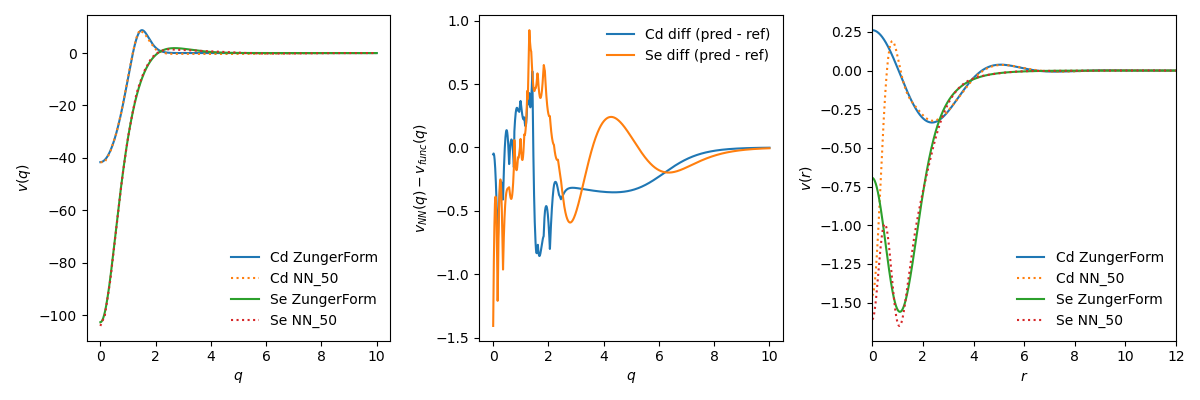 0
−20
−40
−60
−80
−100
v(q)
0
2
4
6
8
10
q
Cd ZungerForm
Cd NN_50
Se ZungerForm
Se NN_50
1.0
0.5
0.0
−0.5
−1.0
−1.5
v_NN(q) − v_func(q)
0
2
4
6
8
10
q
Cd diff (pred - ref)
Se diff (pred - ref)
0.25
0.00
−0.25
−0.50
−0.75
−1.00
−1.25
−1.50
v(r)
0
2
4
6
8
10
12
r
Cd ZungerForm
Cd NN_50
Se ZungerForm
Se NN_50